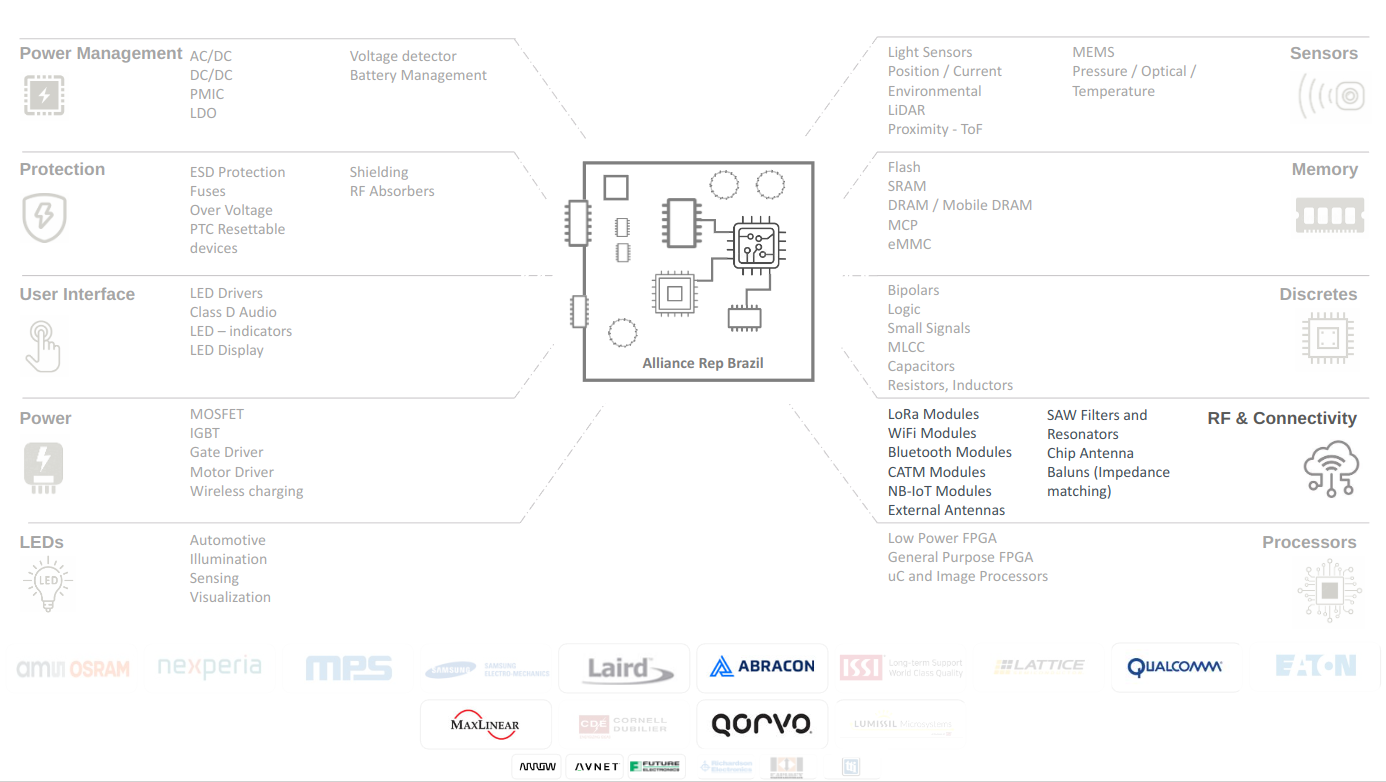 Power Management
AC/DC
DC/DC
PMIC
LDO
Voltage detector
Battery Management
Protection
ESD Protection
Fuses
Over Voltage
PTC Resettable
devices
Shielding
RF Absorbers
User Interface
LED Drivers
Class D Audio
LED – indicators
LED Display
Power
MOSFET
IGBT
Gate Driver
Motor Driver
Wireless charging
LEDs
LED
Automotive
Illumination
Sensing
Visualization
Alliance Rep Brazil
Light Sensors
Position / Current
Environmental
LiDAR
Proximity - ToF
MEMS
Pressure / Optical /
Temperature
Sensors
Flash
SRAM
DRAM / Mobile DRAM
MCP
eMMC
Memory
Bipolars
Logic
Small Signals
MLCC
Capacitors
Resistors, Inductors
Discretes
LoRa Modules
WiFi Modules
Bluetooth Modules
CATM Modules
NB-IoT Modules
External Antennas
SAW Filters and
Resonators
Chip Antenna
Baluns (Impedance
matching)
RF & Connectivity
Low Power FPGA
General Purpose FPGA
uC and Image Processors
Processors
amu OSRAM
nexperia
mps
SAMSUNG
SAMSUNG
ELECTRO-MECHANICS
Laird
ABRACON
ISSI
Long-term Support
World Class Quality
LATTICE
QUALCOMM
EATON
MAXLINEAR
CDE
CORNELL
DUBILIER
QORVO
LUMISSIL Microsystems
ARROW
AVNET
FUTURE
ELECTRONICS
Richardson
Electronics